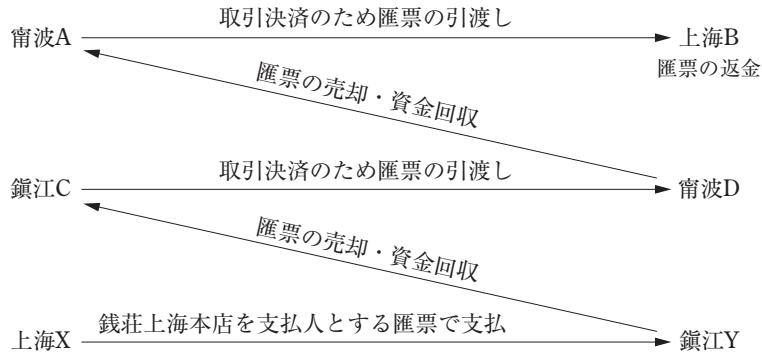 取引決済のため匯票の引渡し
甯波A
上海B
匯票の返金
匯票の売却・資金回収
取引決済のため匯票の引渡し
鎭江C
甯波D
匯票の売却・資金回収
銭荘上海本店を支払人とする匯票で支払
上海X
鎭江Y